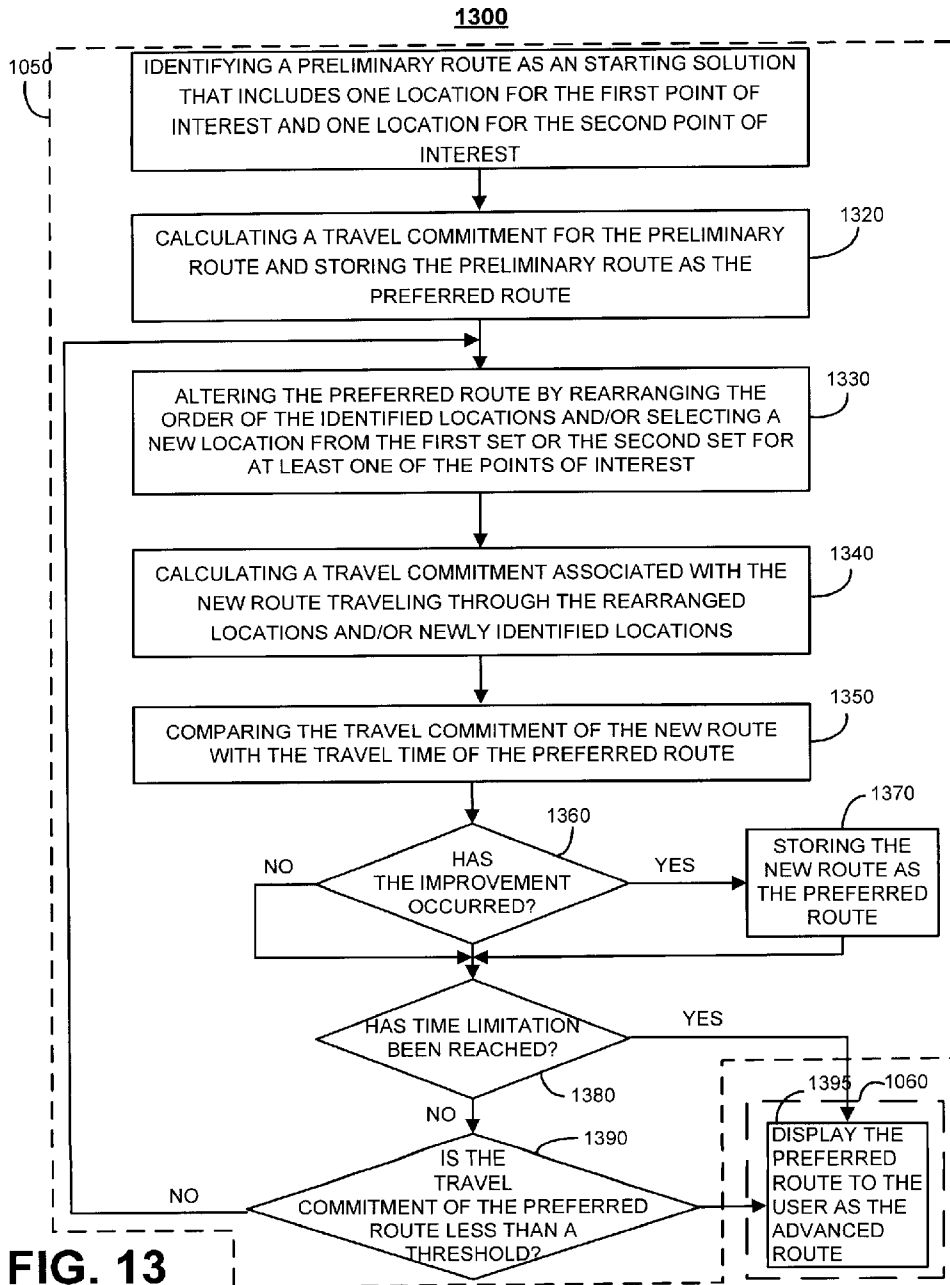 1300
1050
IDENTIFYING A PRELIMINARY ROUTE AS AN STARTING SOLUTION
THAT INCLUDES ONE LOCATION FOR THE FIRST POINT OF
INTEREST AND ONE LOCATION FOR THE SECOND POINT OF
INTEREST
1320
CALCULATING A TRAVEL COMMITMENT FOR THE PRELIMINARY
ROUTE AND STORING THE PRELIMINARY ROUTE AS THE
PREFERRED ROUTE
1330
ALTERING THE PREFERRED ROUTE BY REARRANGING THE
ORDER OF THE IDENTIFIED LOCATIONS AND/OR SELECTING A
NEW LOCATION FROM THE FIRST SET OR THE SECOND SET FOR
AT LEAST ONE OF THE POINTS OF INTEREST
1340
CALCULATING A TRAVEL COMMITMENT ASSOCIATED WITH THE
NEW ROUTE TRAVELING THROUGH THE REARRANGED
LOCATIONS AND/OR NEWLY IDENTIFIED LOCATIONS
1350
COMPARING THE TRAVEL COMMITMENT OF THE NEW ROUTE
WITH THE TRAVEL TIME OF THE PREFERRED ROUTE
1360
HAS
THE IMPROVEMENT
OCCURRED?
NO
YES
1370
STORING THE
NEW ROUTE AS
THE PREFERRED
ROUTE
HAS TIME LIMITATION
BEEN REACHED?
YES
1380
NO
1390
IS THE
TRAVEL
COMMITMENT OF THE PREFERRED
ROUTE LESS THAN A
THRESHOLD?
NO
1395
1060
DISPLAY THE
PREFERRED
ROUTE TO THE
USER AS THE
ADVANCED
ROUTE
FIG. 13